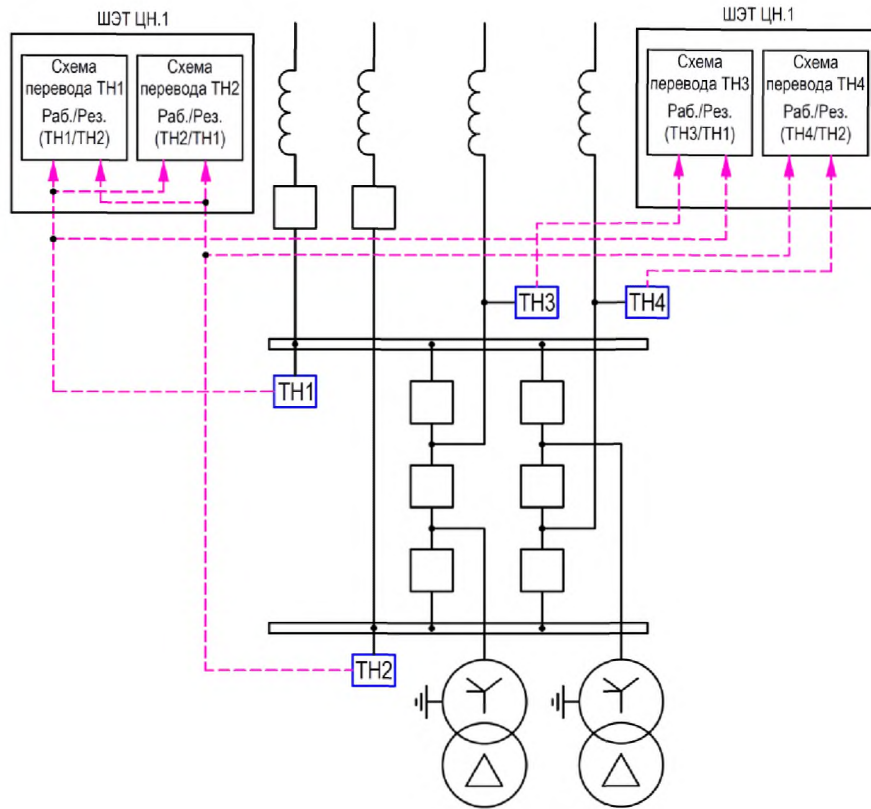 ШЭТ ЦН.1
Схема
перевода ТН1
Раб./Рез.
(ТН1/ТН2)
Схема
перевода ТН2
Раб./Рез.
(ТН2/ТН1)
ШЭТ ЦН.1
Схема
перевода ТН3
Раб./Рез.
(ТН3/ТН1)
Схема
перевода ТН4
Раб./Рез.
(ТН4/ТН2)
ТН3
ТН4
ТН1
ТН2